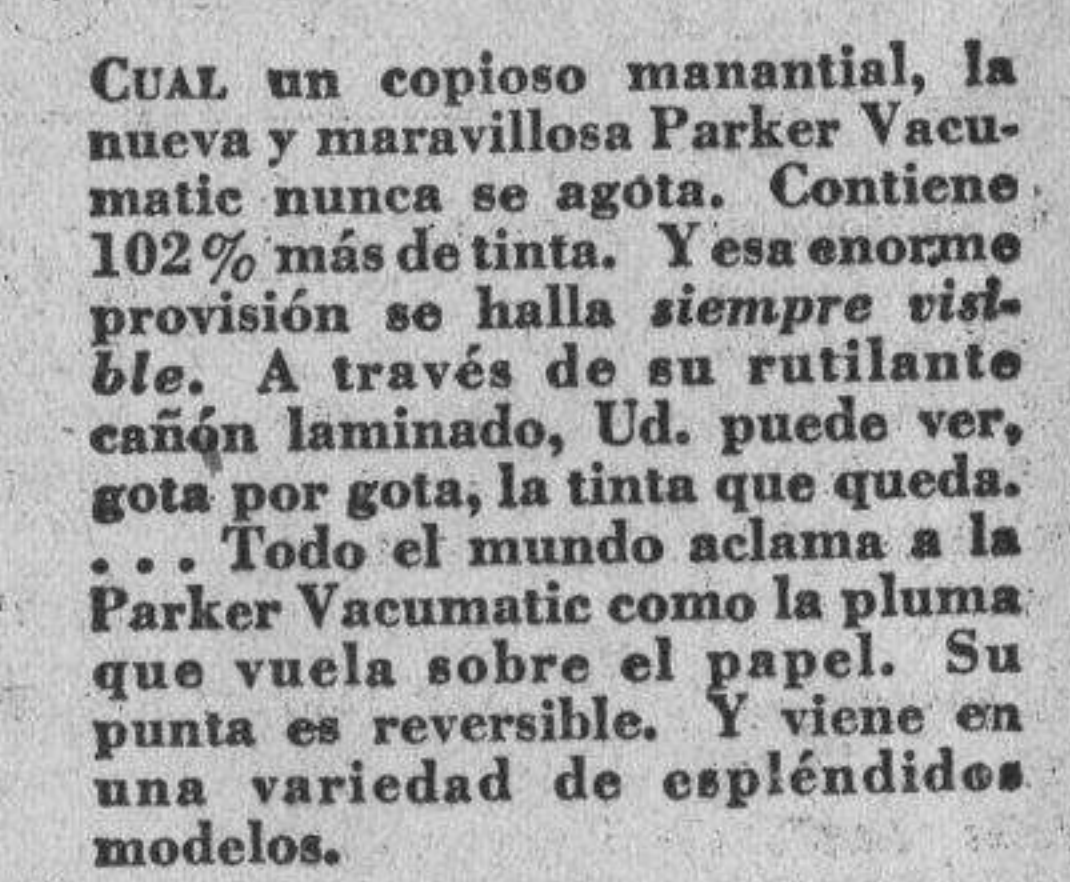 CUAL un copioso manantial, la
nueva y maravillosa Parker Vacu-
matic nunca se agota. Contiene
102% más de tinta. Y esa enorme
provisión se halla siempre visi-
ble. A través de su rutilante
cañón laminado, Ud. puede ver,
gota por gota, la tinta que queda.
... Todo el mundo aclama a la
Parker Vacumatic como la pluma
que vuela sobre el papel. Su
punta es reversible. Y viene en
una variedad de espléndidos
modelos.